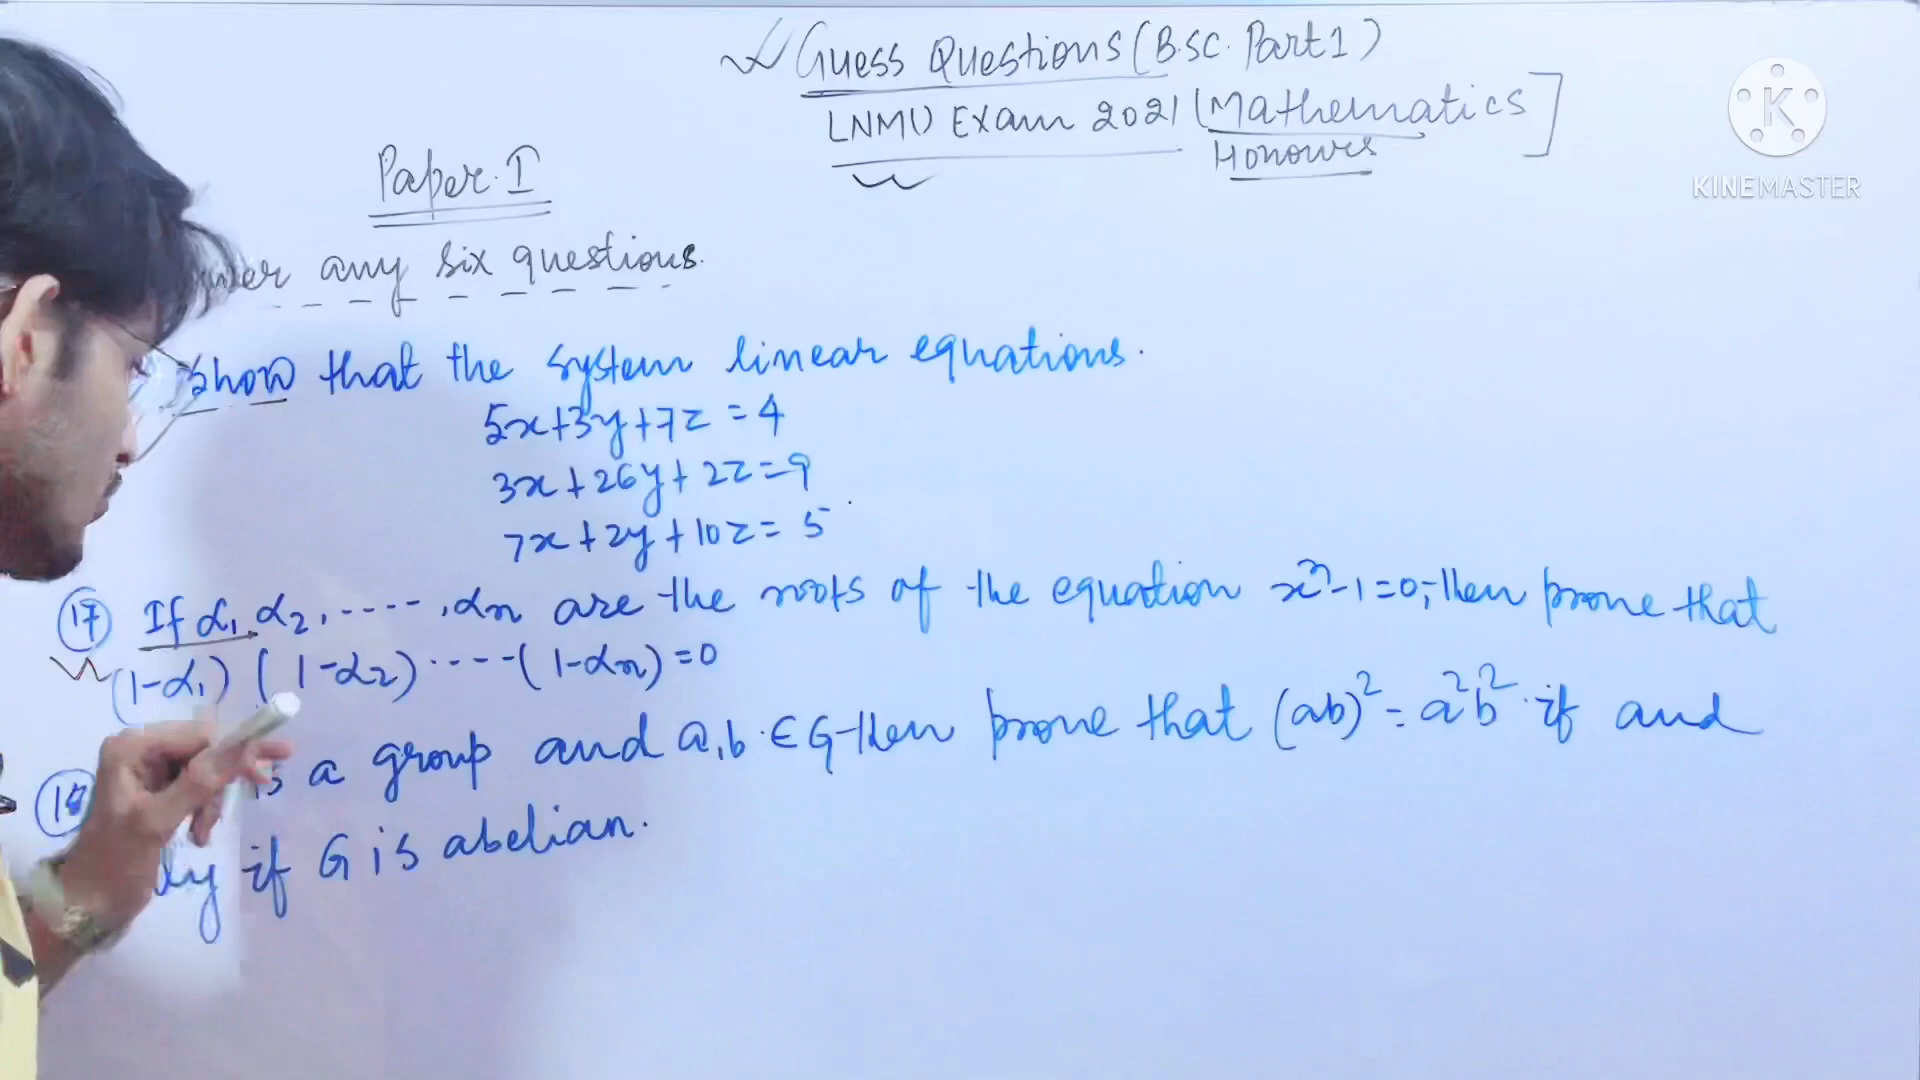 Guess Questions (B.SC. Part 1)
LNMU Exam 2021 (Mathematics]
Honours
Paper. I
any six questions.
Show that the system linear equations.
5x+3y+7z = 4
3x+26y+2z=9
7x+2y+10z= 5
(17) If α1, α2, ----, αn are the roots of the equation xⁿ-1=0, then prove that
(1-α1) (1-α2) ----(1-αn)=0
is a group and a,b ∈ G then prove that (ab)² = a²b² if and
if G is abelian.
K
KINEMASTER